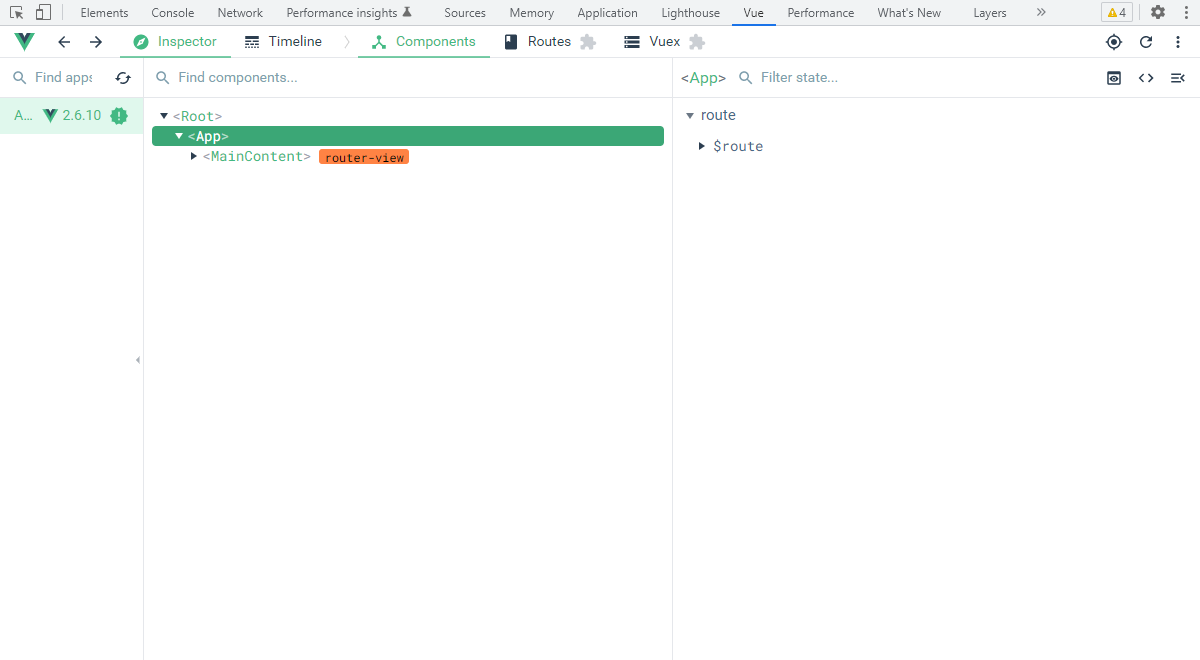 Elements Console Network Performance insights Sources Memory Application Lighthouse Vue Performance What's New Layers » 4
Inspector Timeline Components Routes Vuex
Find apps Find components... <App> Filter state...
A... 2.6.10 <Root> route
<App>
<MainContent> router-view $route